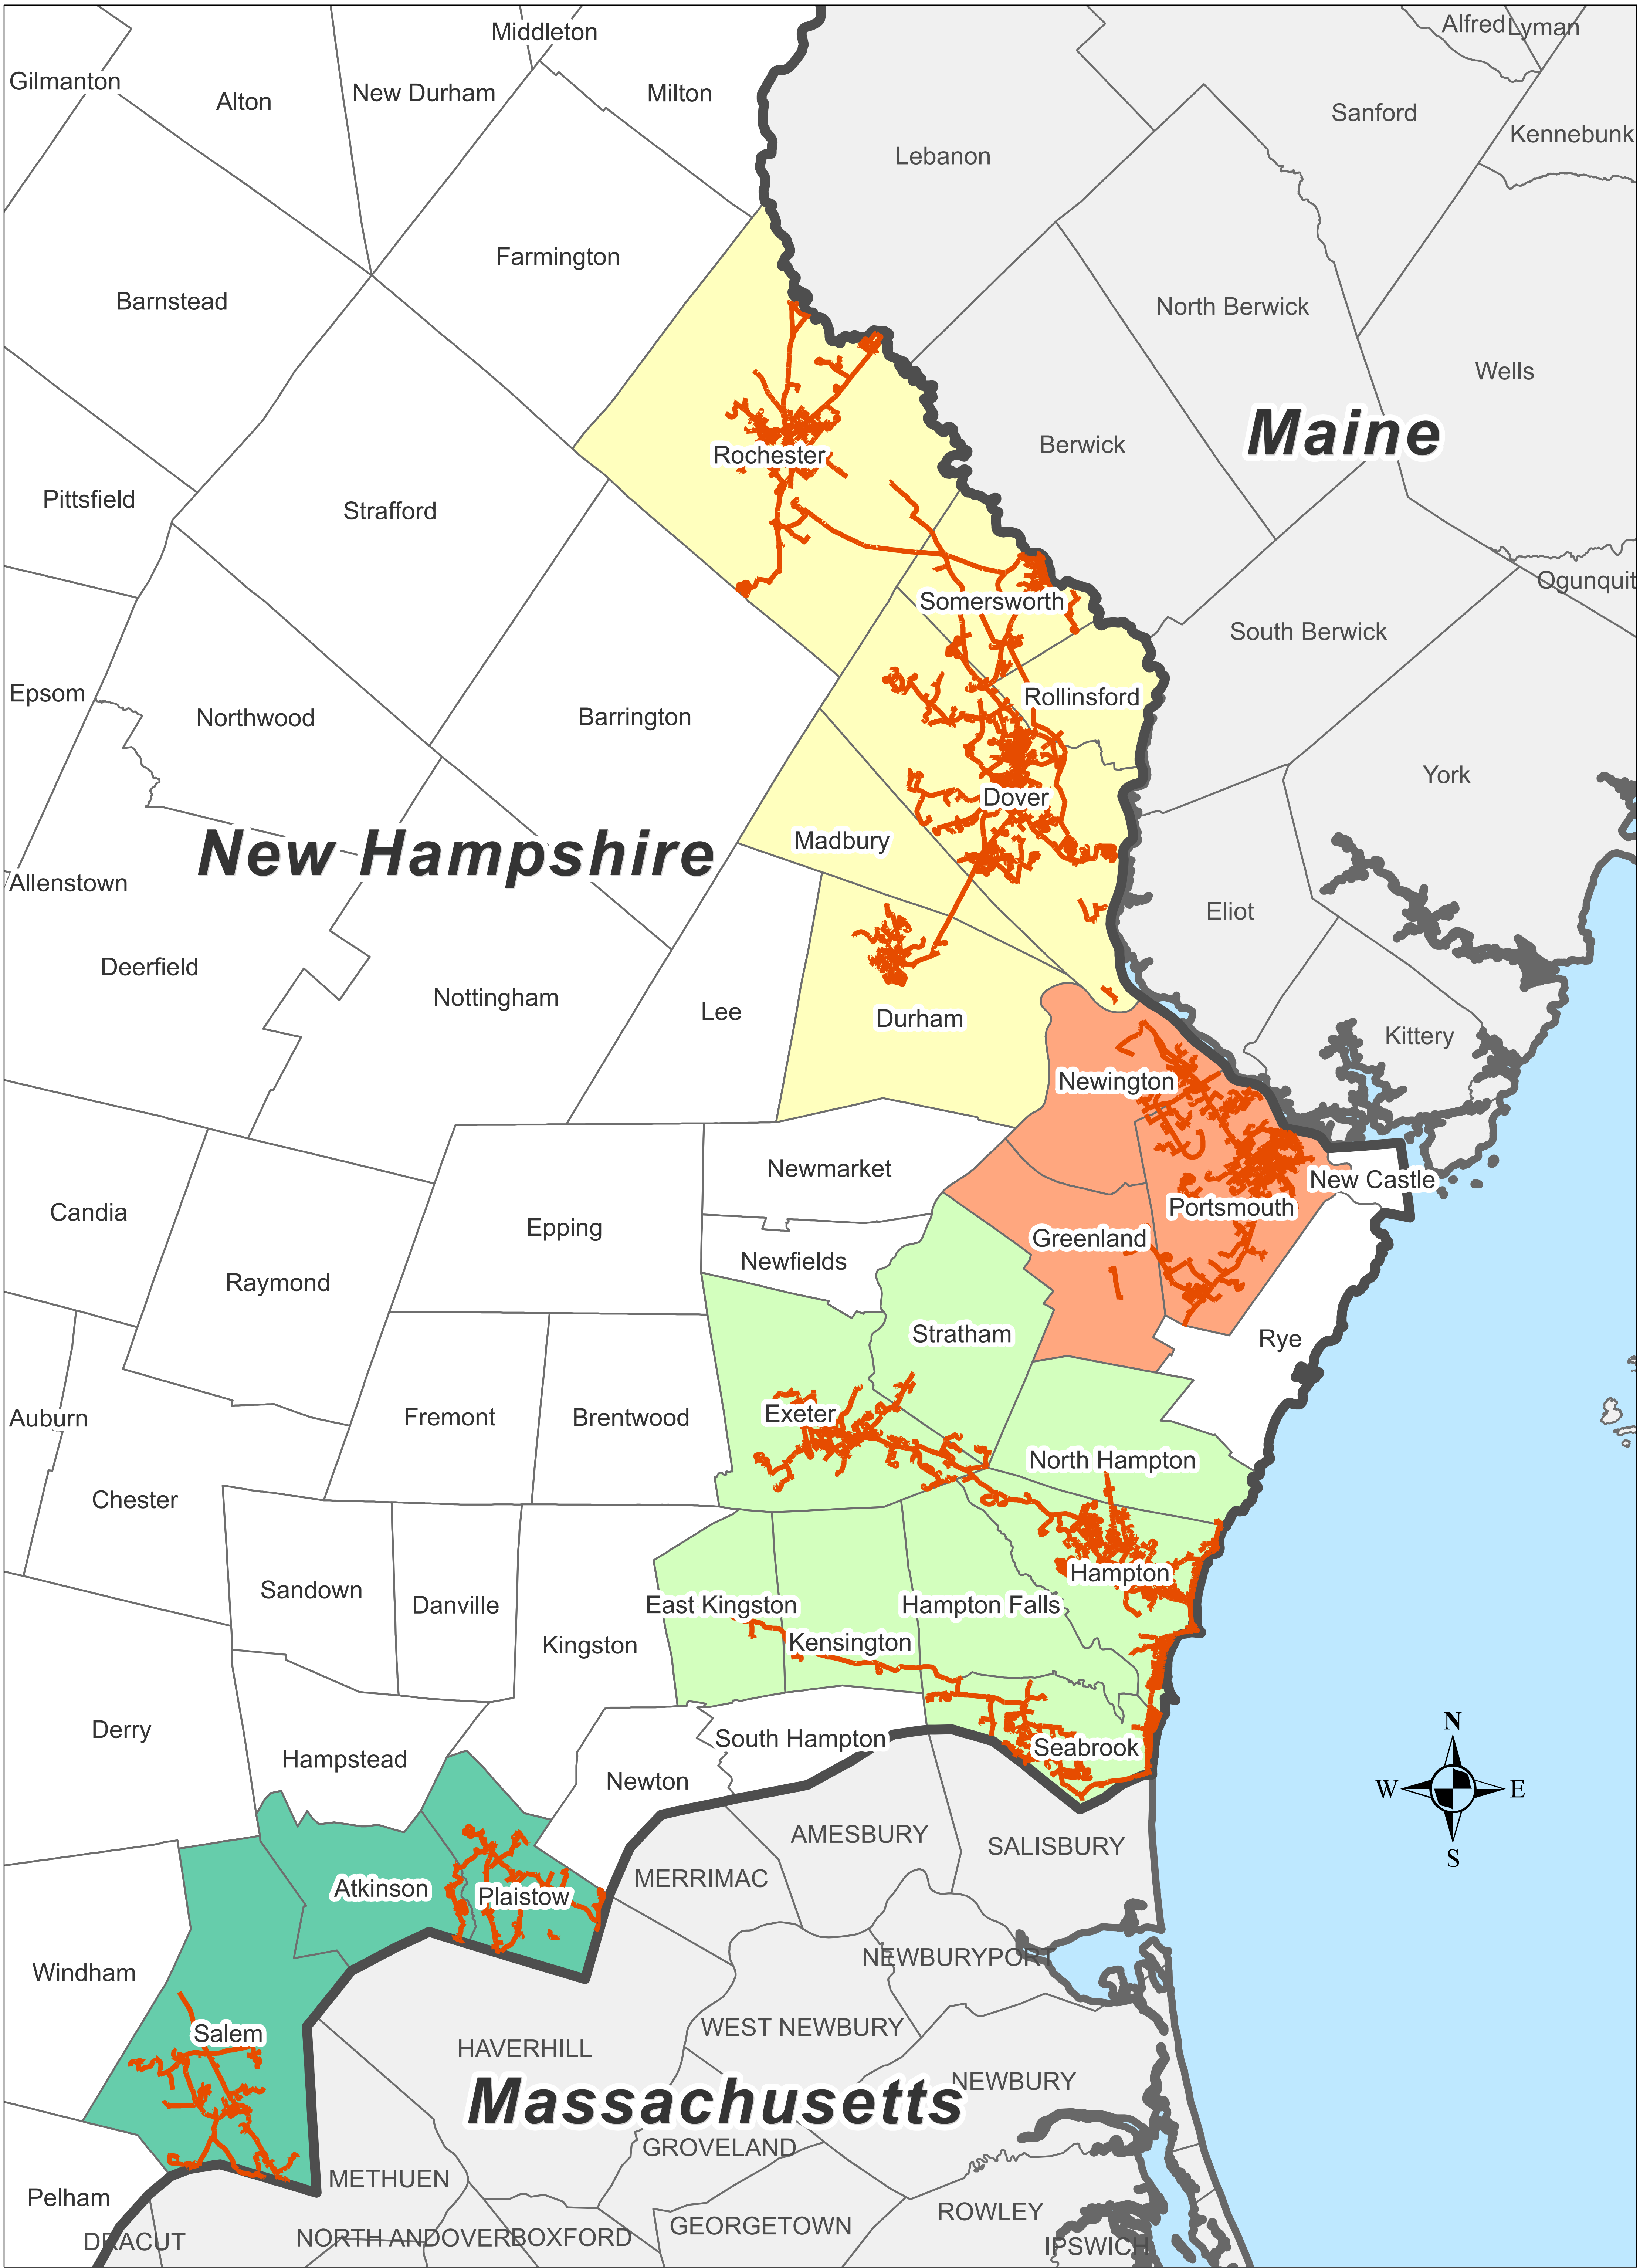 Middleton
Alfred
Lyman
Gilmanton
Alton
New Durham
Milton
Sanford
Kennebunk
Lebanon
Farmington
Barnstead
North Berwick
Wells
Maine
Berwick
Rochester
Pittsfield
Strafford
Ogunquit
Somersworth
South Berwick
Epsom
Northwood
Barrington
Rollinsford
York
Dover
Madbury
New Hampshire
Allenstown
Eliot
Deerfield
Nottingham
Lee
Durham
Kittery
Newington
Newmarket
New Castle
Candia
Epping
Portsmouth
Greenland
Newfields
Raymond
Stratham
Rye
Auburn
Fremont
Brentwood
Exeter
North Hampton
Chester
Hampton
Sandown
Danville
East Kingston
Hampton Falls
Kingston
Kensington
Derry
South Hampton
Seabrook
Hampstead
Newton
N
W
E
S
AMESBURY
SALISBURY
MERRIMAC
Atkinson
Plaistow
Windham
NEWBURYPORT
Salem
WEST NEWBURY
HAVERHILL
NEWBURY
Massachusetts
GROVELAND
METHUEN
Pelham
ROWLEY
GEORGETOWN
DRACUT
NORTH ANDOVER
BOXFORD
IPSWICH